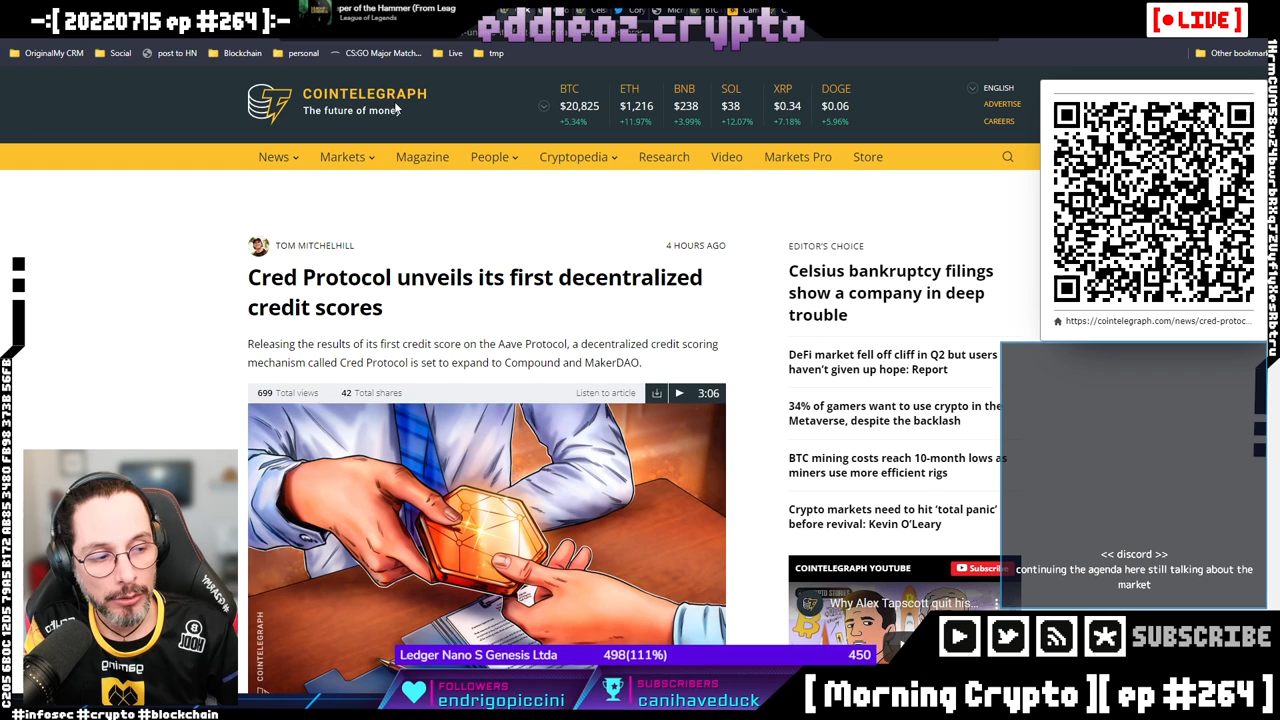 -:[ 20220715 ep #264 ]:-
eddieoz.crypto
[●LIVE]
League of Legends
OriginalMy CRM
Social
post to HN
Blockchain
personal
CS:GO Major Match...
Live
tmp
Other bookmar
COINTELEGRAPH
The future of money
BTC
$20,825
+5.34%
ETH
$1,216
+11.97%
BNB
$238
+3.99%
SOL
$38
+12.07%
XRP
$0.34
+7.18%
DOGE
$0.06
+5.96%
ENGLISH
ADVERTISE
CAREERS
News
Markets
Magazine
People
Cryptopedia
Research
Video
Markets Pro
Store
https://cointelegraph.com/news/cred-protoc...
TOM MITCHELHILL
4 HOURS AGO
Cred Protocol unveils its first decentralized
credit scores
Releasing the results of its first credit score on the Aave Protocol, a decentralized credit scoring
mechanism called Cred Protocol is set to expand to Compound and MakerDAO.
699 Total views
42 Total shares
Listen to article
3:06
COINTELEGRAPH
EDITOR'S CHOICE
Celsius bankruptcy filings
show a company in deep
trouble
DeFi market fell off cliff in Q2 but users
haven't given up hope: Report
34% of gamers want to use crypto in the
Metaverse, despite the backlash
BTC mining costs reach 10-month lows as
miners use more efficient rigs
Crypto markets need to hit 'total panic'
before revival: Kevin O'Leary
COINTELEGRAPH YOUTUBE
Subscribe
Why Alex Tapscott quit his...
<< discord >>
continuing the agenda here still talking about the
market
Ledger Nano S Genesis Ltda
498(111%)
450
FOLLOWERS
endrigopiccini
SUBSCRIBERS
canihaveduck
SUBSCRIBE
[ Morning Crypto ][ ep #264 ]
#infosec #crypto #blockchain